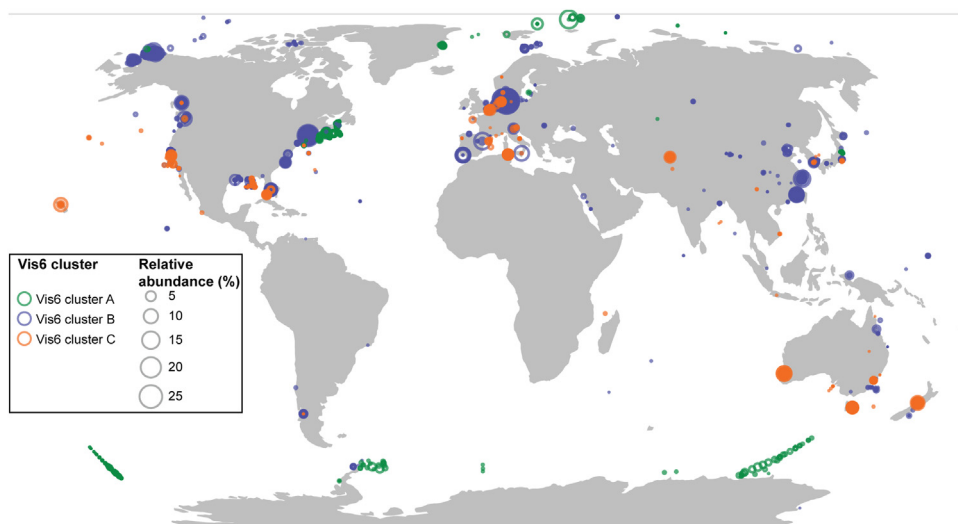 Vis6 cluster
Relative
abundance (%)
Vis6 cluster A
Vis6 cluster B
Vis6 cluster C
5
10
15
20
25